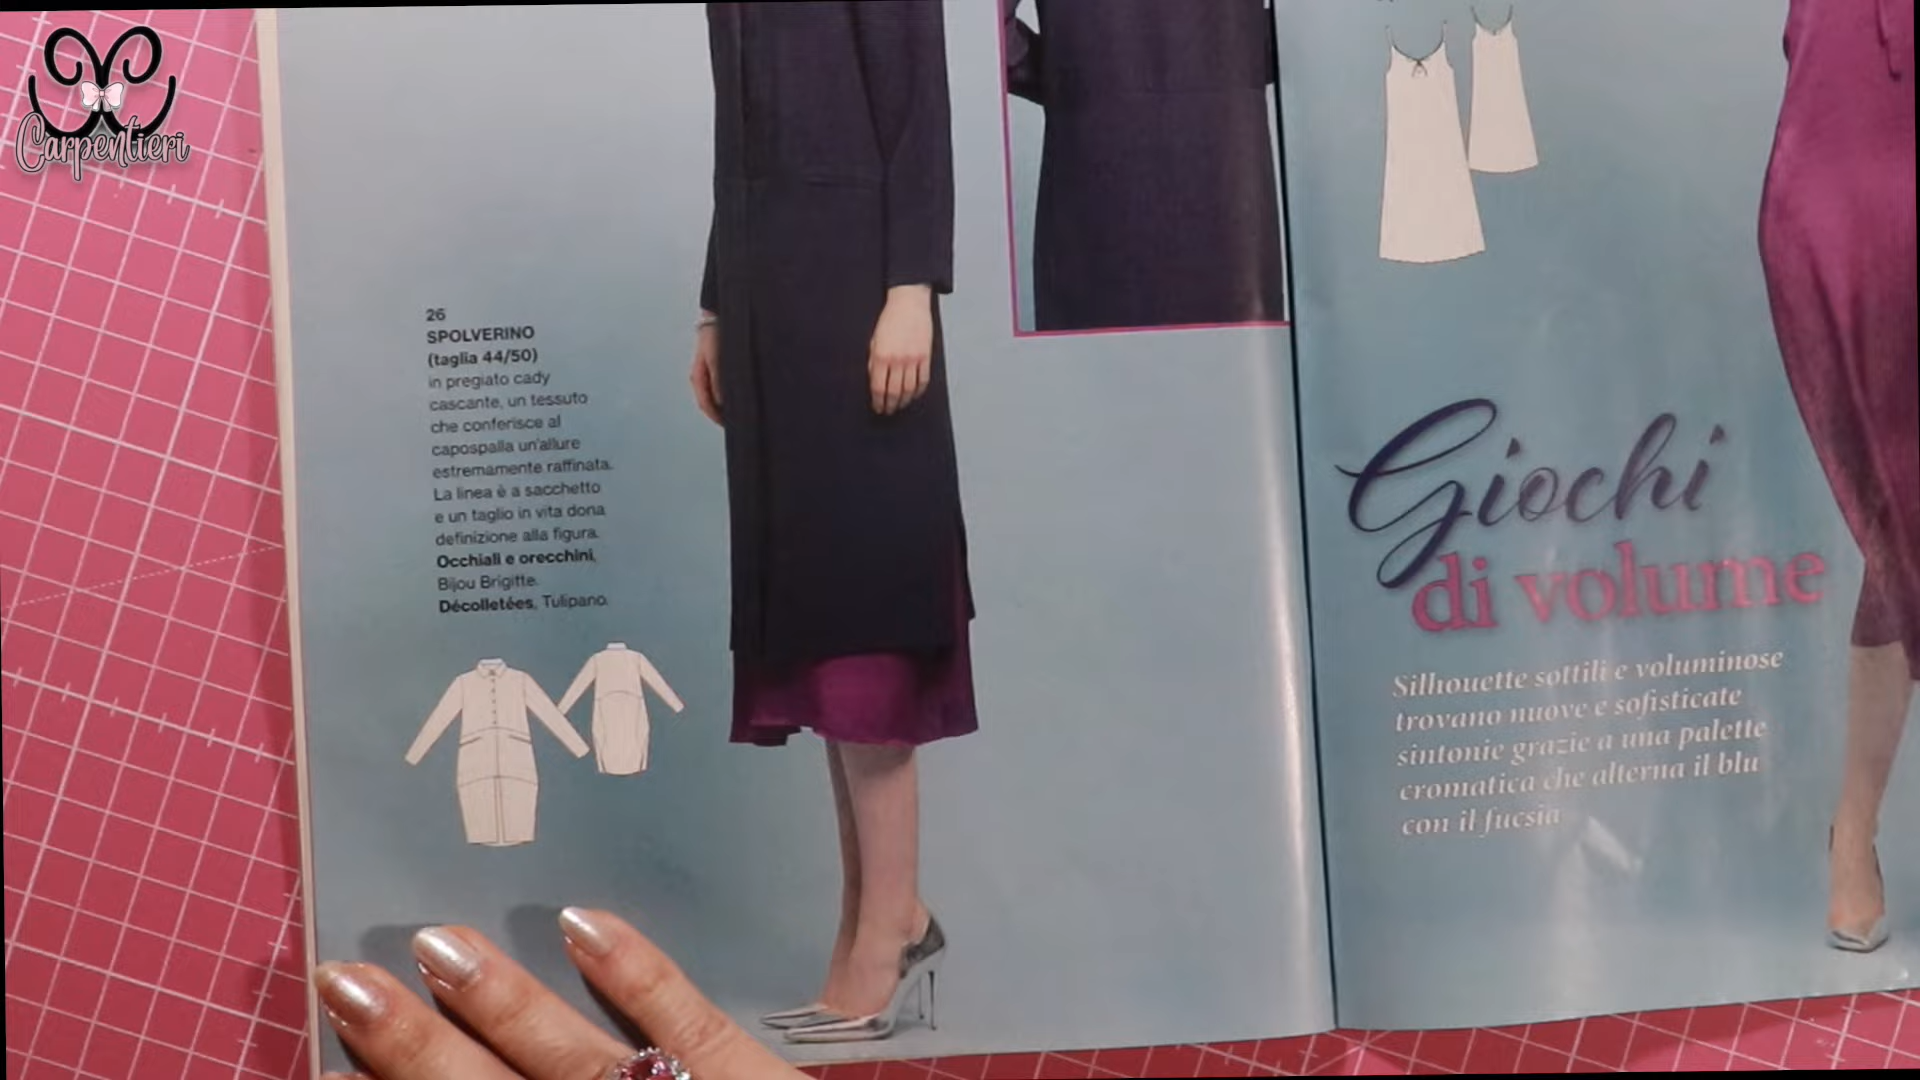 Carpentieri
26
SPOLVERINO
(taglia 44/50)
in pregiato cady
cascante, un tessuto
che conferisce al
capospalla un'allure
estremamente raffinata.
La linea è a sacchetto
e un taglio in vita dona
definizione alla figura.
Occhiali e orecchini,
Bijou Brigitte.
Décolletées, Tulipano.
Giochi
di volume
Silhouette sottili e voluminose
trovano nuove e sofisticate
sintonie grazie a una palette
cromatica che alterna il blu
con il fucsia